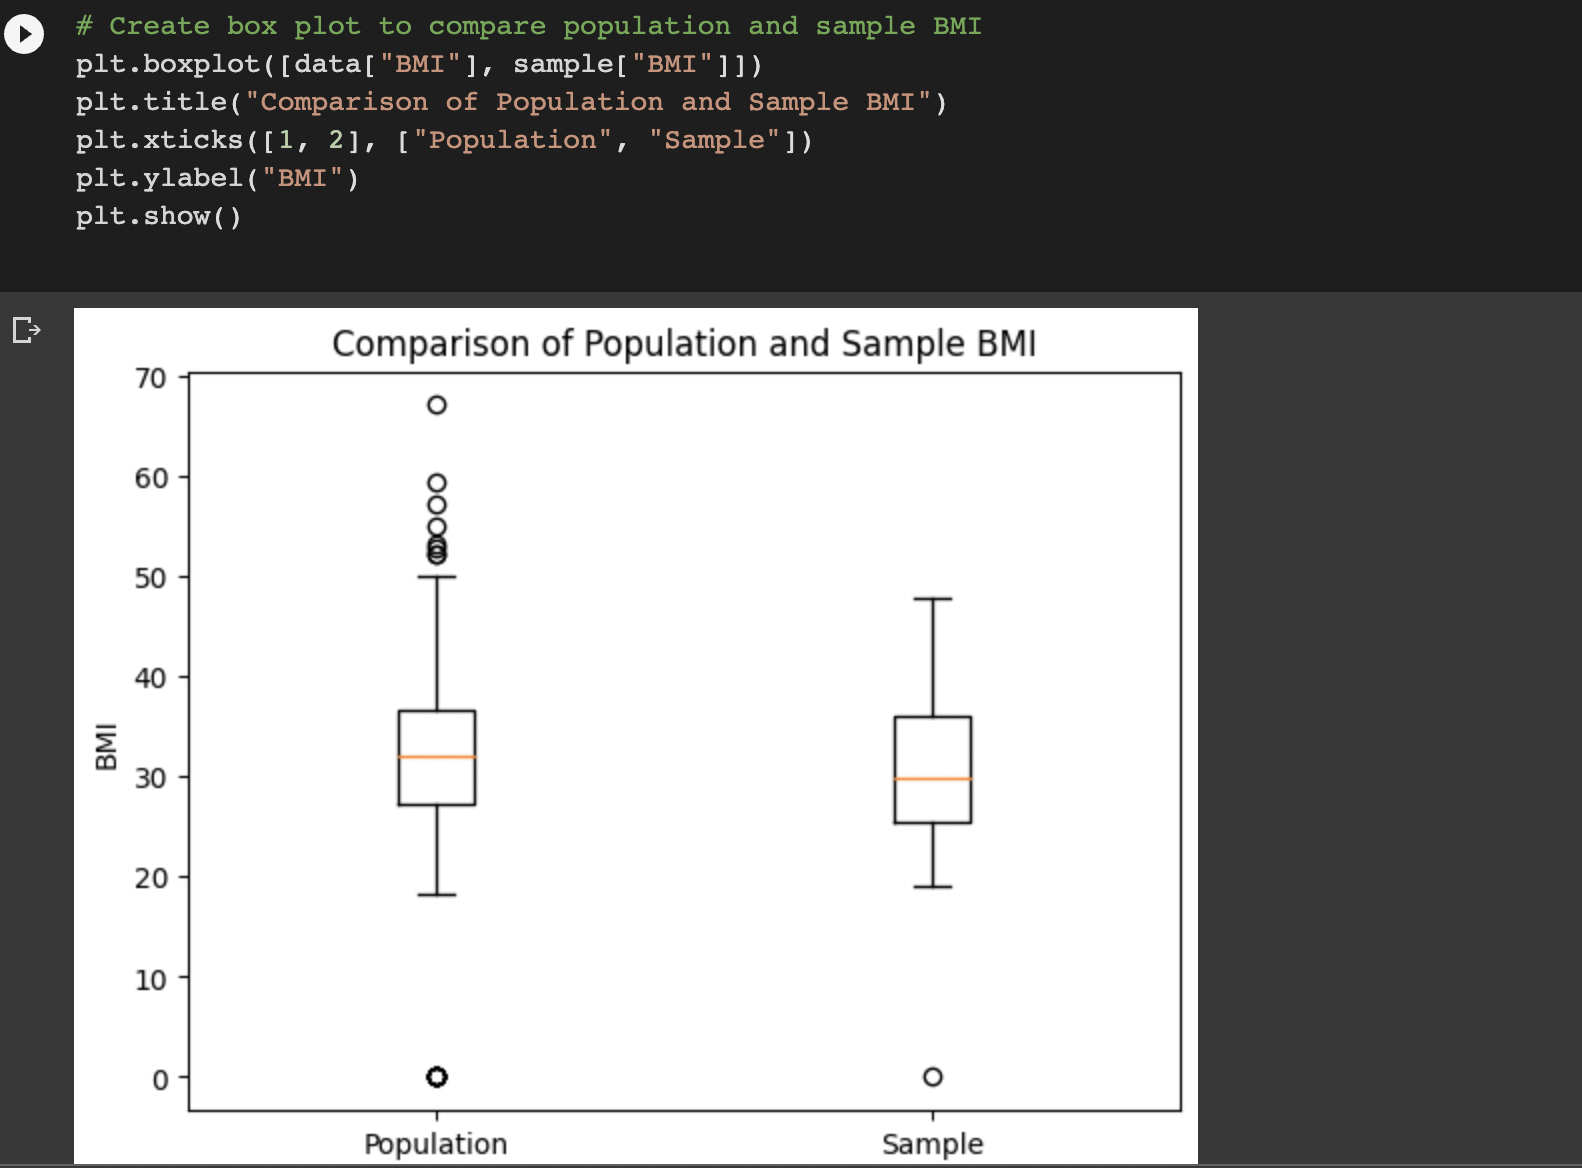 # Create box plot to compare population and sample BMI
plt.boxplot([data["BMI"], sample["BMI"]])
plt.title("Comparison of Population and Sample BMI")
plt.xticks([1, 2], ["Population", "Sample"])
plt.ylabel("BMI")
plt.show()
Comparison of Population and Sample BMI
70
60
50
40
30
20
10
0
BMI
Population Sample